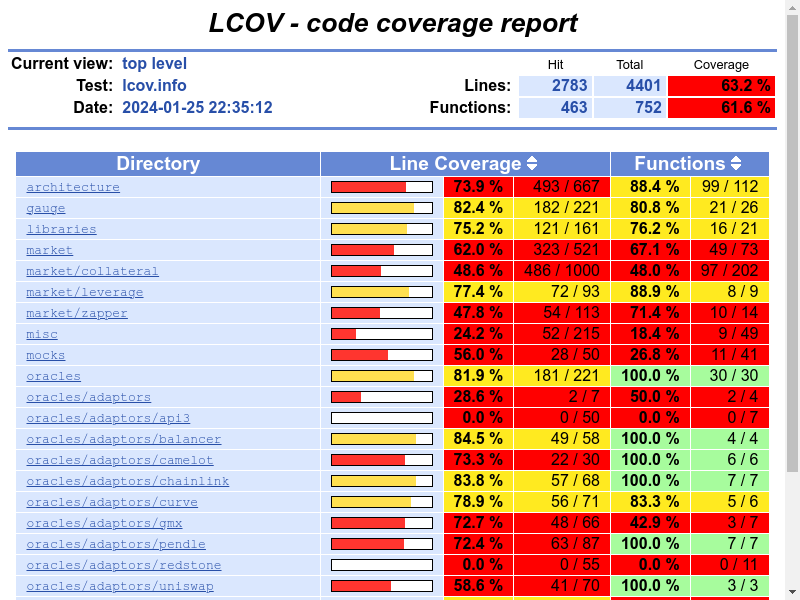 LCOV - code coverage report
Hit Total Coverage
Current view: top level
Test: lcov.info Lines: 2783 4401 63.2 %
Date: 2024-01-25 22:35:12 Functions: 463 752 61.6 %
Directory Line Coverage Functions
architecture 73.9 % 493 / 667 88.4 % 99 / 112
gauge 82.4 % 182 / 221 80.8 % 21 / 26
libraries 75.2 % 121 / 161 76.2 % 16 / 21
market 62.0 % 323 / 521 67.1 % 49 / 73
market/collateral 48.6 % 486 / 1000 48.0 % 97 / 202
market/leverage 77.4 % 72 / 93 88.9 % 8 / 9
market/zapper 47.8 % 54 / 113 71.4 % 10 / 14
misc 24.2 % 52 / 215 18.4 % 9 / 49
mocks 56.0 % 28 / 50 26.8 % 11 / 41
oracles 81.9 % 181 / 221 100.0 % 30 / 30
oracles/adaptors 28.6 % 2 / 7 50.0 % 2 / 4
oracles/adaptors/api3 0.0 % 0 / 50 0.0 % 0 / 7
oracles/adaptors/balancer 84.5 % 49 / 58 100.0 % 4 / 4
oracles/adaptors/camelot 73.3 % 22 / 30 100.0 % 6 / 6
oracles/adaptors/chainlink 83.8 % 57 / 68 100.0 % 7 / 7
oracles/adaptors/curve 78.9 % 56 / 71 83.3 % 5 / 6
oracles/adaptors/gmx 72.7 % 48 / 66 42.9 % 3 / 7
oracles/adaptors/pendle 72.4 % 63 / 87 100.0 % 7 / 7
oracles/adaptors/redstone 0.0 % 0 / 55 0.0 % 0 / 11
oracles/adaptors/uniswap 58.6 % 41 / 70 100.0 % 3 / 3